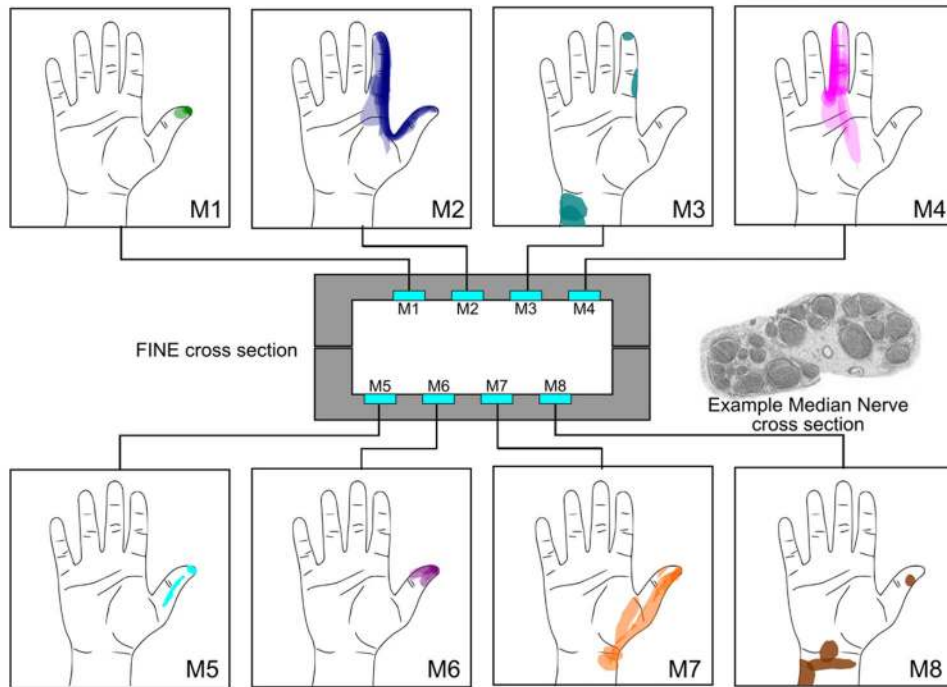 M1
M2
M3
M4
M1
M2
M3
M4
FINE cross section
M5
M6
M7
M8
Example Median Nerve
cross section
M5
M6
M7
M8